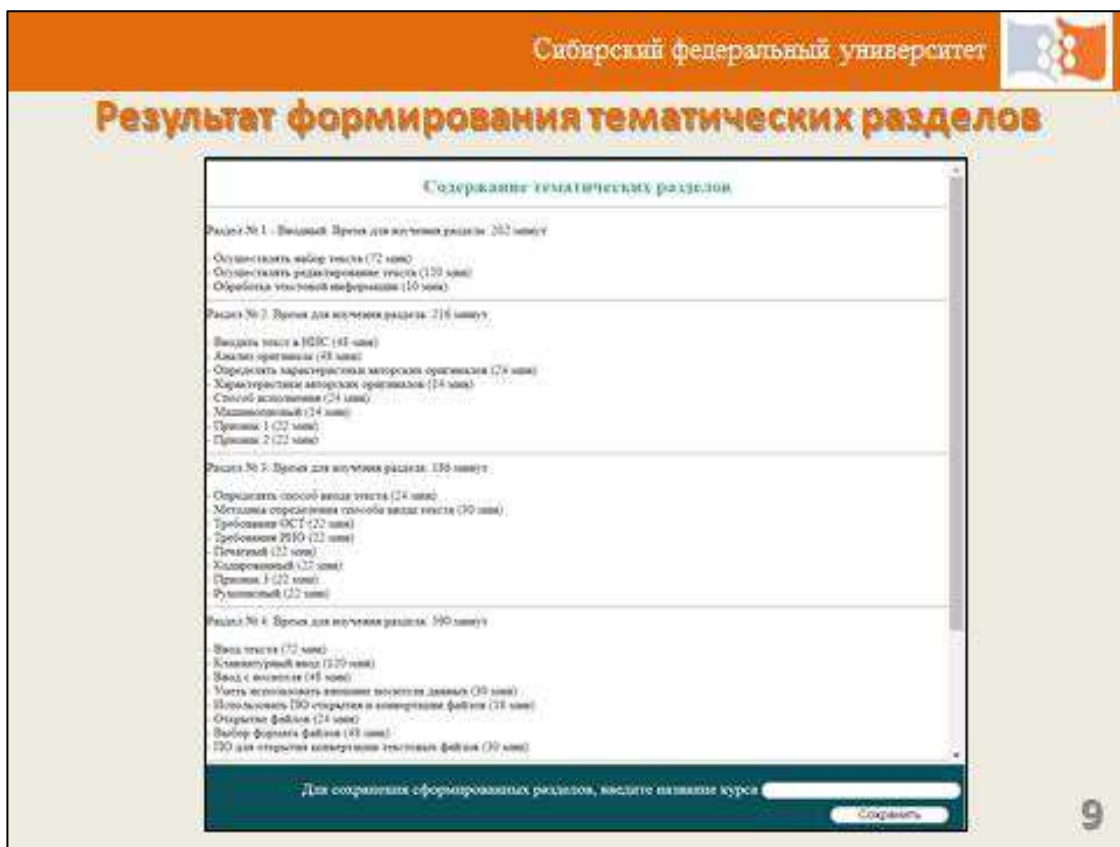 Сибирский федеральный университет
Результат формирования тематических разделов
Содержание тематических разделов
Раздел № 1 - Вводный. Время для изучения раздела: 202 минут
- Осуществлять набор текста (72 мин)
- Осуществлять редактирование текста (120 мин)
- Обработка текстовой информации (10 мин)
Раздел № 2. Время для изучения раздела: 216 минут
- Вводить текст в НИС (48 мин)
- Анализ оригинала (48 мин)
- Определять характеристики авторских оригиналов (24 мин)
- Характеристики авторских оригиналов (24 мин)
- Способ исполнения (24 мин)
- Машинописный (24 мин)
- Признак 1 (22 мин)
- Признак 2 (22 мин)
Раздел № 3. Время для изучения раздела: 186 минут
- Определять способ ввода текста (24 мин)
- Методика определения способа ввода текста (30 мин)
- Требования ОСТ (22 мин)
- Требования РИО (22 мин)
- Печатный (22 мин)
- Кодированный (22 мин)
- Признак 3 (22 мин)
- Рукописный (22 мин)
Раздел № 4. Время для изучения раздела: 390 минут
- Ввод текста (72 мин)
- Клавиатурный ввод (120 мин)
- Ввод с носителя (48 мин)
- Уметь использовать внешние носители данных (30 мин)
- Использовать ПО открытия и конвертации файлов (18 мин)
- Открытие файлов (24 мин)
- Выбор формата файлов (48 мин)
- ПО для открытия конвертации текстовых файлов (30 мин)
Для сохранения сформированных разделов, введите название курса
Сохранить
9